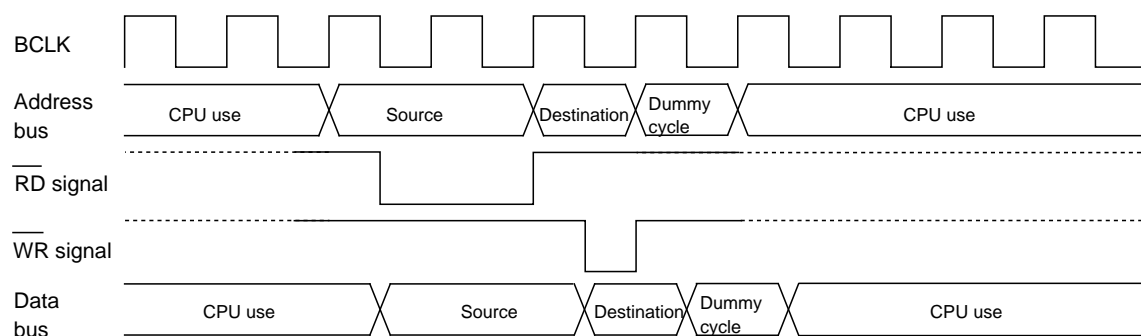 BCLK
Address
bus
CPU use
Source
Destination
Dummy
cycle
CPU use
RD signal
WR signal
Data
bus
CPU use
Source
Destination
Dummy
cycle
CPU use